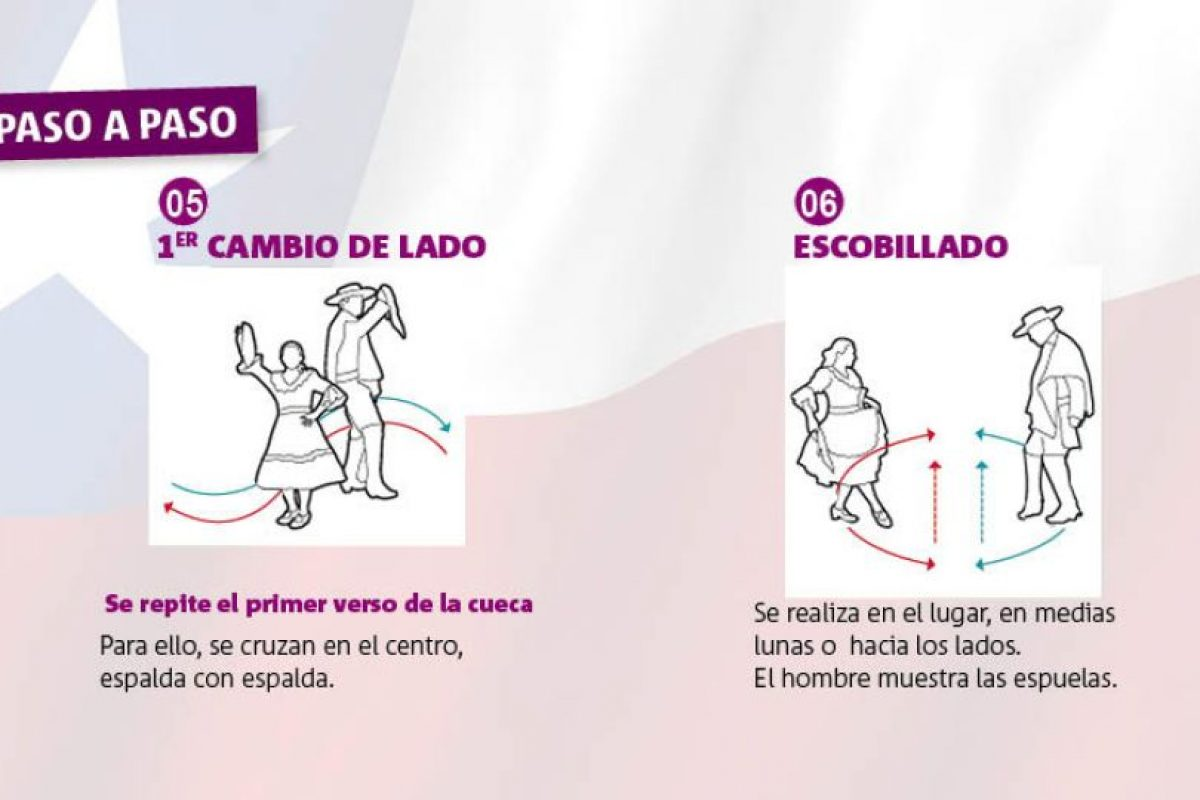 PASO A PASO
05
1ER CAMBIO DE LADO
Se repite el primer verso de la cueca
Para ello, se cruzan en el centro,
espalda con espalda.
06
ESCOBILLADO
Se realiza en el lugar, en medias
lunas o hacia los lados.
El hombre muestra las espuelas.